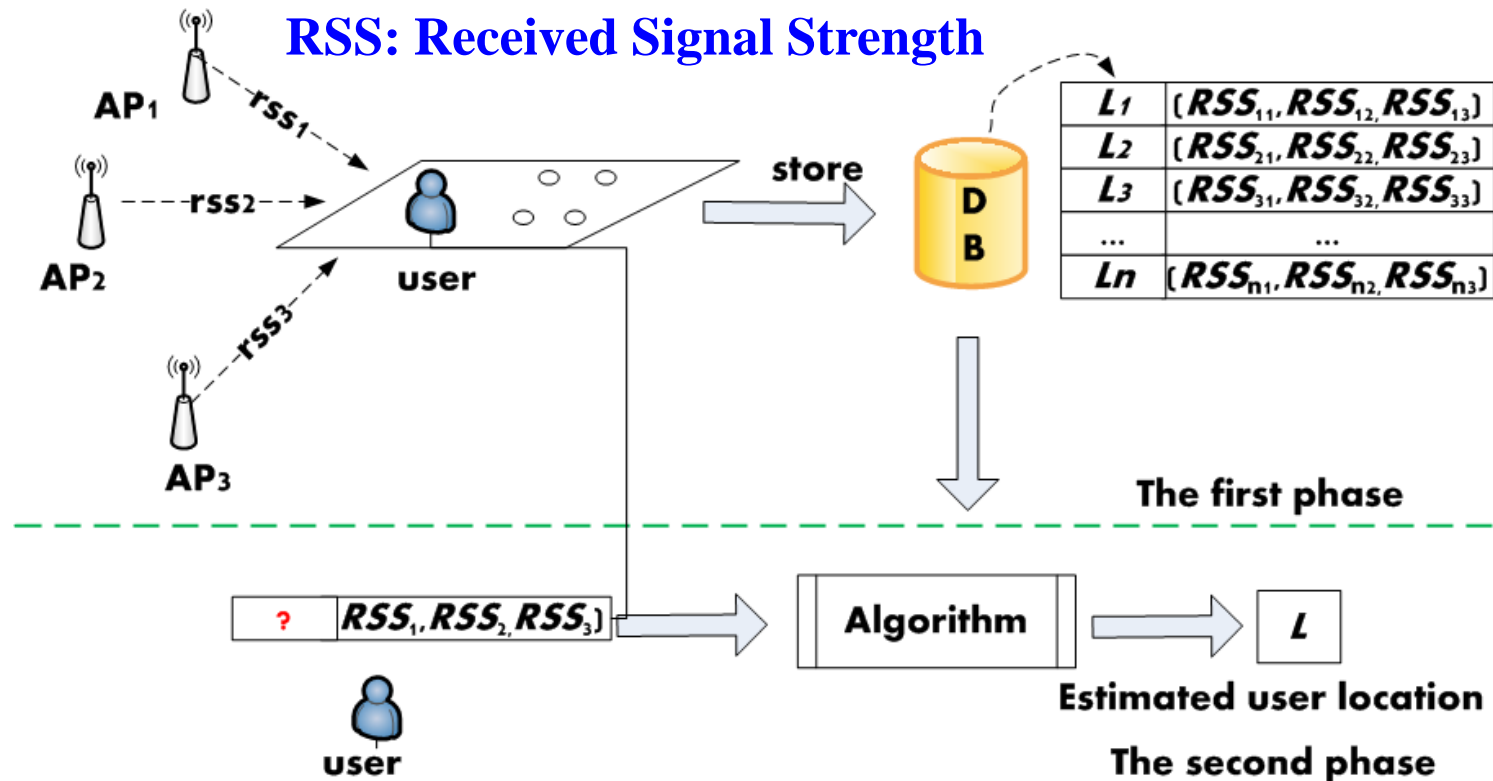 RSS: Received Signal Strength
AP1
rss1
AP2
rss2
AP3
rss3
user
store
D
B
L1 (RSS11, RSS12, RSS13)
L2 (RSS21, RSS22, RSS23)
L3 (RSS31, RSS32, RSS33)
... ...
Ln (RSSn1, RSSn2, RSSn3)
The first phase
? RSS1, RSS2, RSS3)
user
Algorithm
L
Estimated user location
The second phase